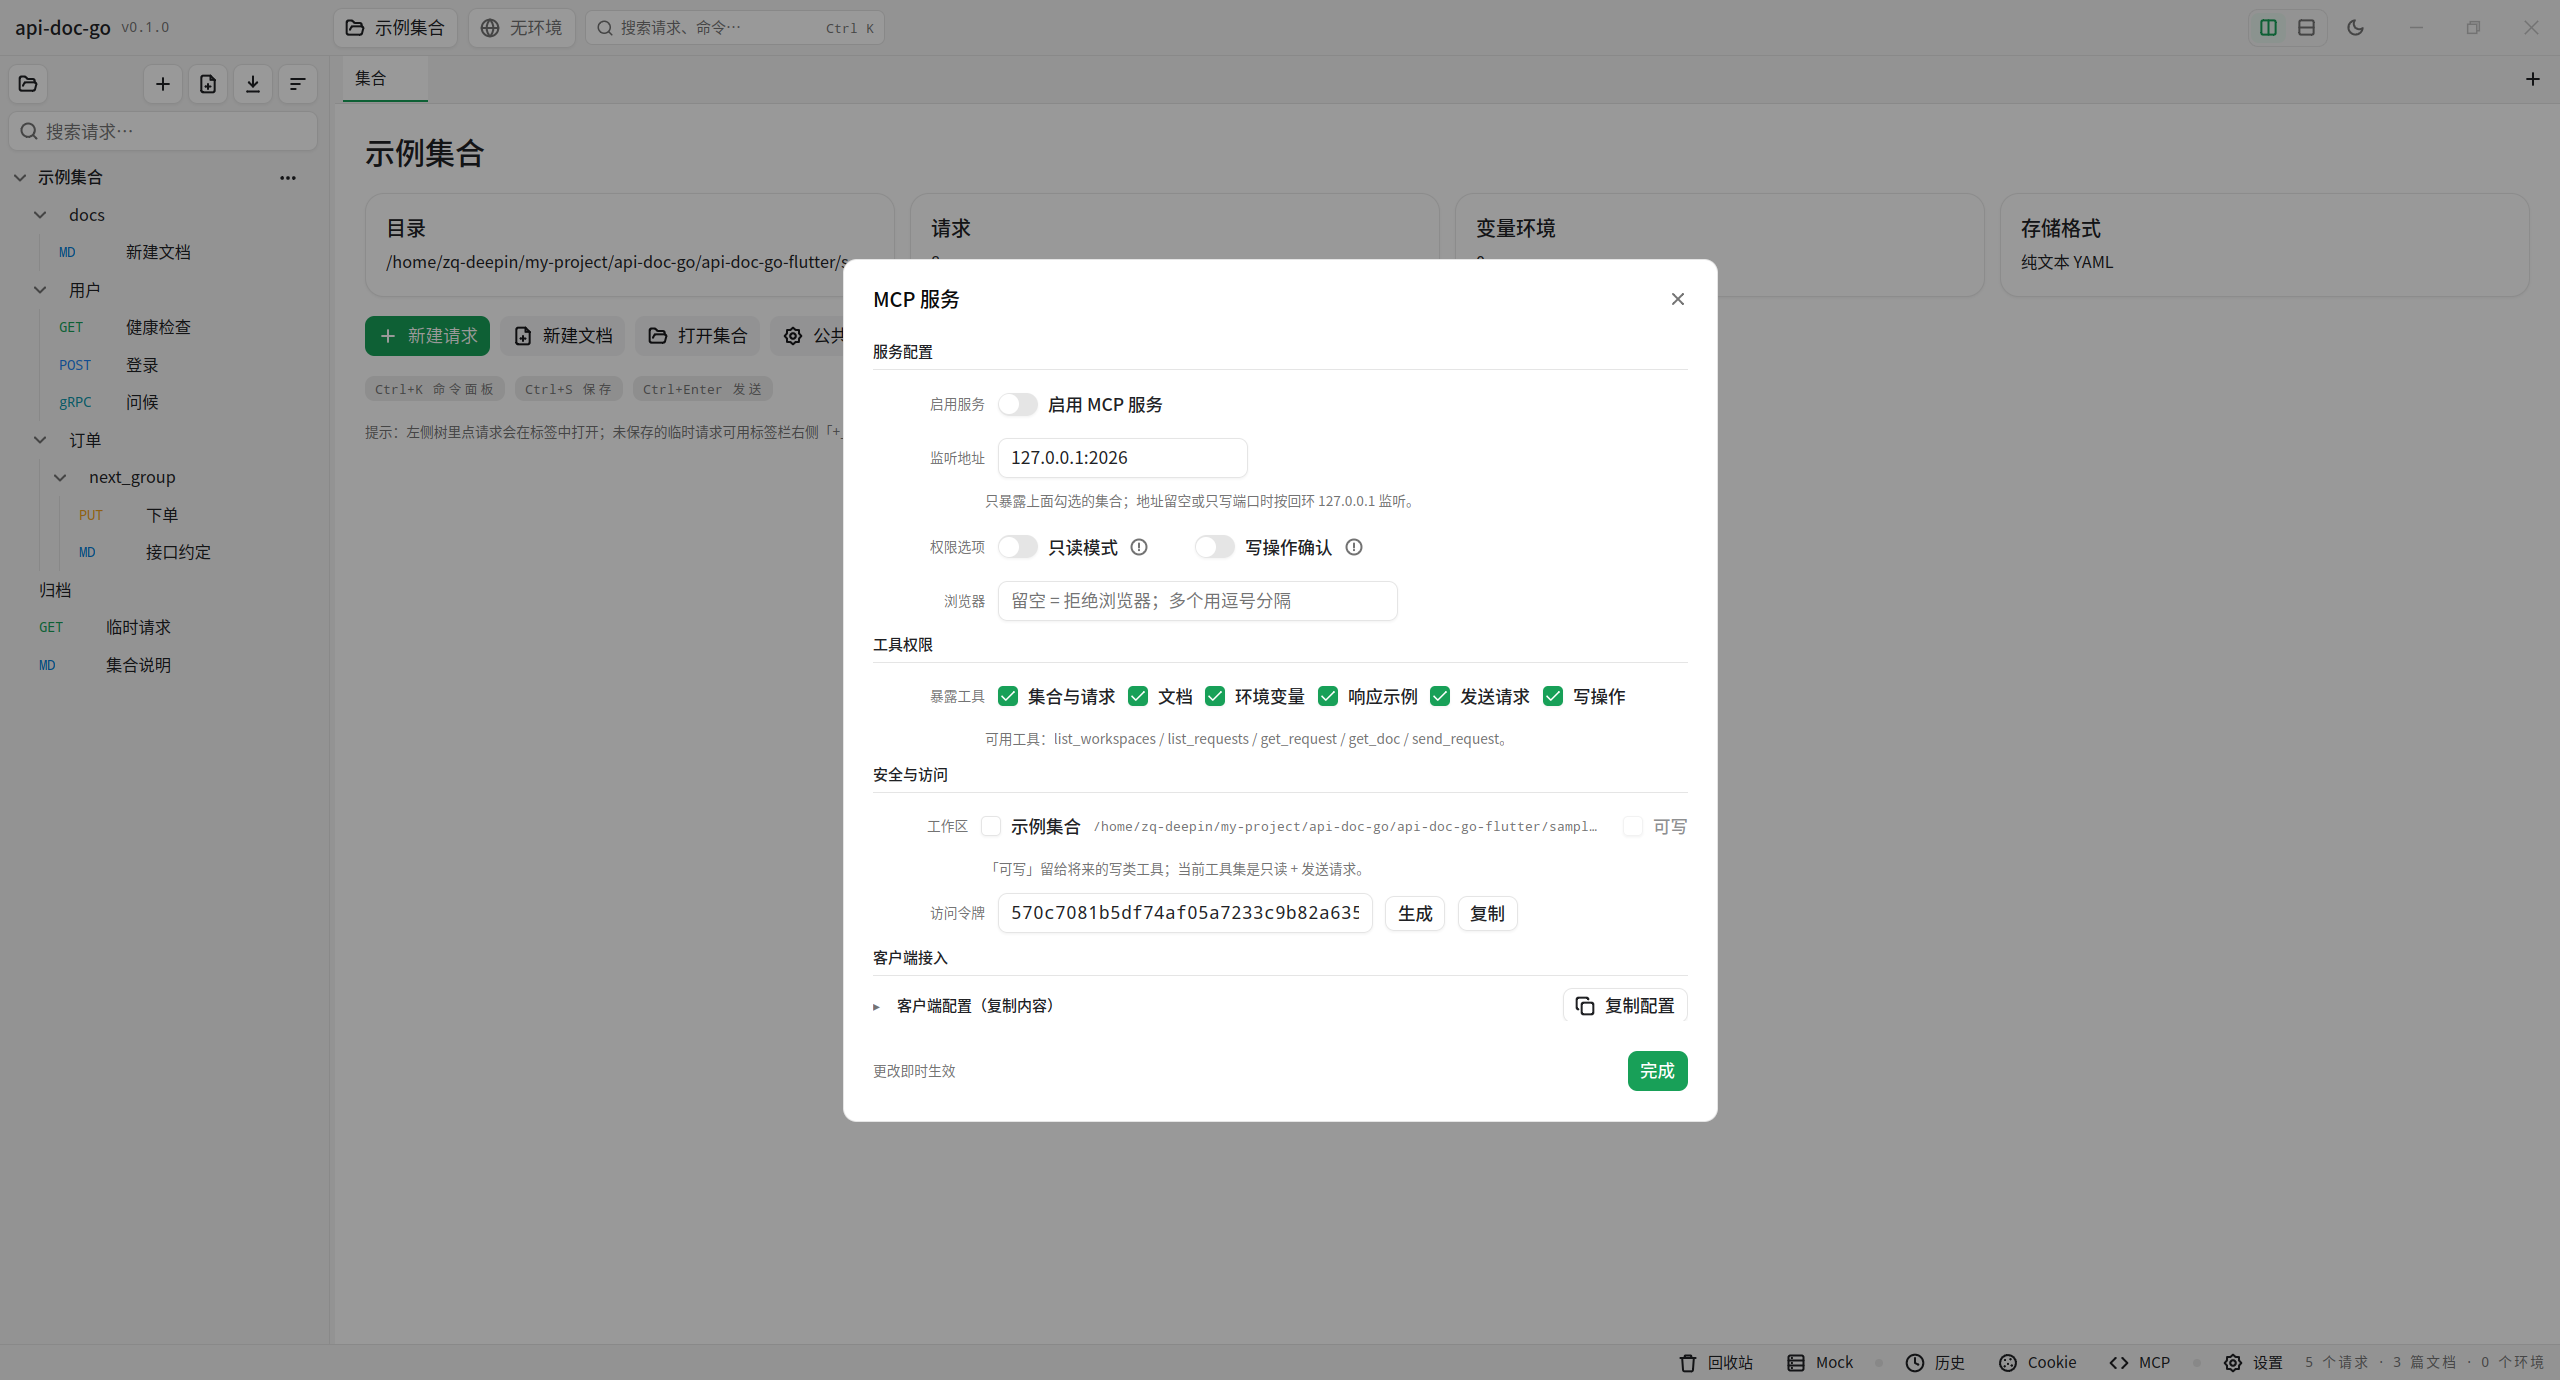 api-doc-go v0.1.0 示例集合 无环境 搜索请求、命令… Ctrl K
集合
搜索请求…
示例集合
docs
MD 新建文档
用户
GET 健康检查
POST 登录
gRPC 问候
订单
next_group
PUT 下单
MD 接口约定
归档
GET 临时请求
MD 集合说明
示例集合
目录 请求 变量环境 存储格式
/home/zq-deepin/my-project/api-doc-go/api-doc-go-flutter/s 纯文本 YAML
新建请求 新建文档 打开集合 公共
Ctrl+K 命令面板 Ctrl+S 保存 Ctrl+Enter 发送
提示：左侧树里点请求会在标签中打开；未保存的临时请求可用标签栏右侧「+
MCP 服务
服务配置
启用服务 启用 MCP 服务
监听地址 127.0.0.1:2026
只暴露上面勾选的集合；地址留空或只写端口时按回环 127.0.0.1 监听。
权限选项 只读模式 写操作确认
浏览器 留空 = 拒绝浏览器；多个用逗号分隔
工具权限
暴露工具 集合与请求 文档 环境变量 响应示例 发送请求 写操作
可用工具：list_workspaces / list_requests / get_request / get_doc / send_request。
安全与访问
工作区 示例集合 /home/zq-deepin/my-project/api-doc-go/api-doc-go-flutter/sampl… 可写
「可写」留给将来的写类工具；当前工具集是只读 + 发送请求。
访问令牌 570c7081b5df74af05a7233c9b82a635 生成 复制
客户端接入
客户端配置（复制内容） 复制配置
更改即时生效 完成
回收站 Mock 历史 Cookie MCP 设置 5 个请求 · 3 篇文档 · 0 个环境